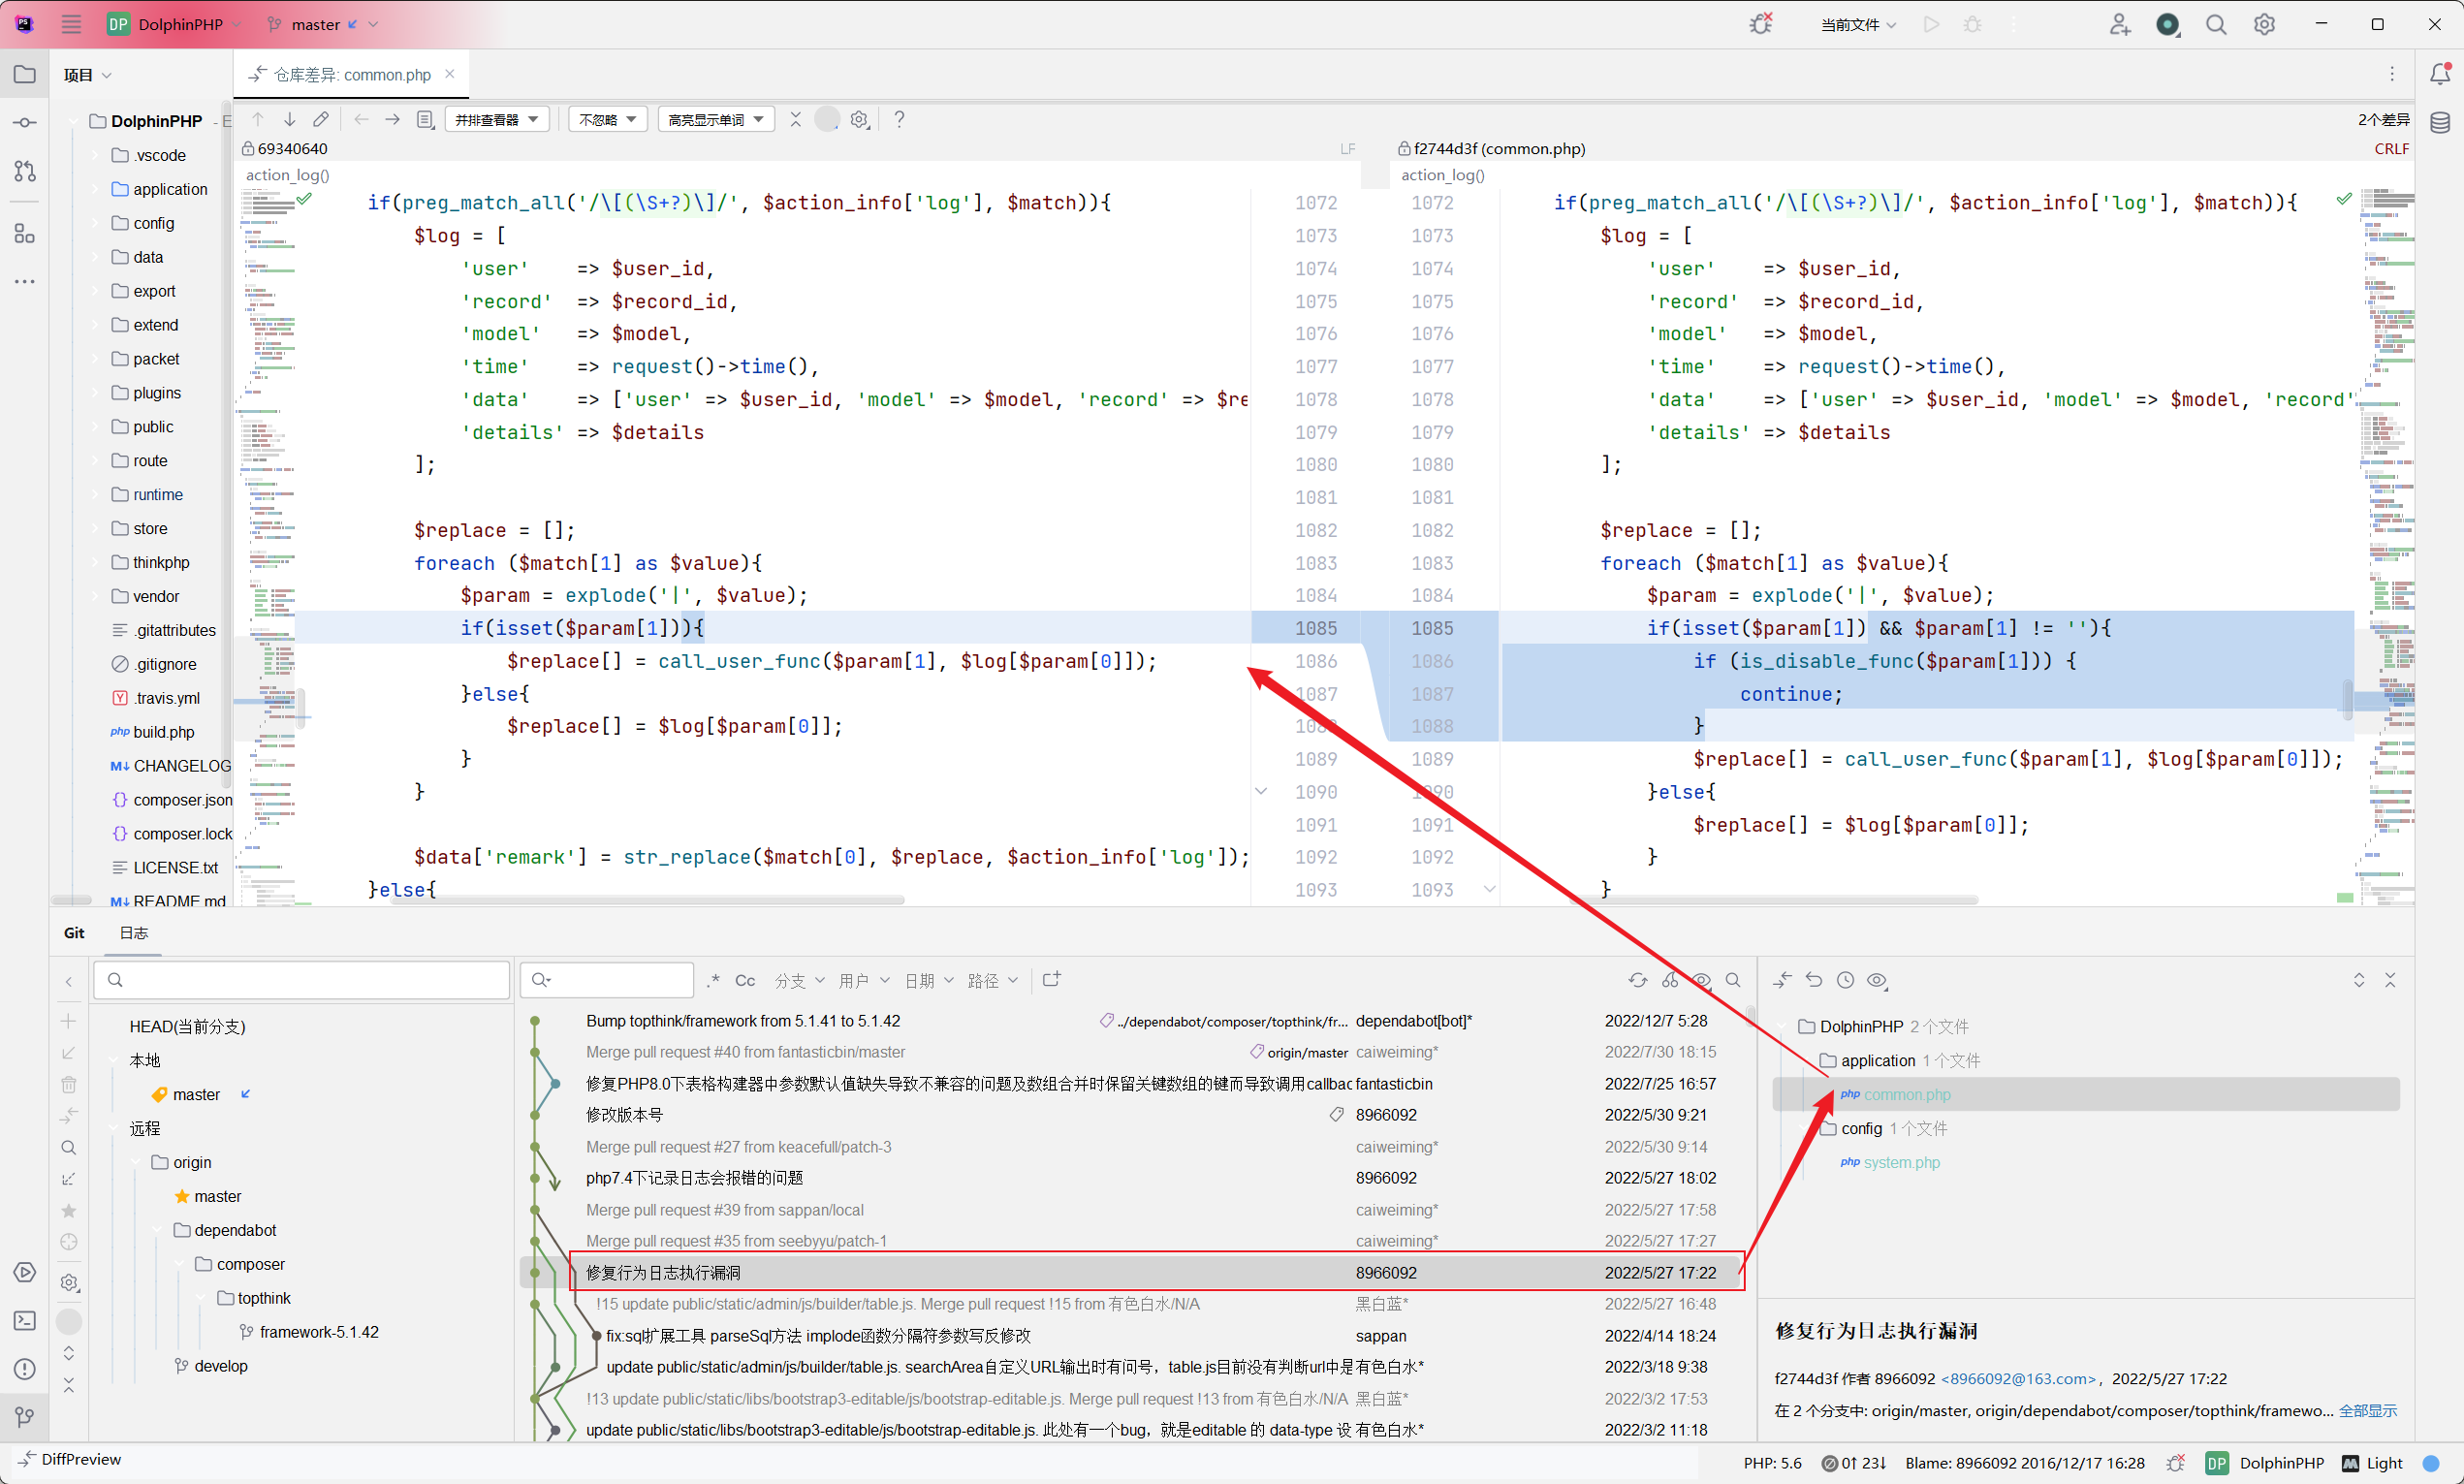 DP DolphinPHP master 当前文件
项目 仓库差异: common.php
DolphinPHP - E
.vscode
application
config
data
export
extend
packet
plugins
public
route
runtime
store
thinkphp
vendor
.gitattributes
.gitignore
.travis.yml
php build.php
M↓ CHANGELOG
{} composer.json
{} composer.lock
LICENSE.txt
M↓ README.md
并排查看器 不忽略 高亮显示单词 ? 2个差异
69340640 LF
action_log()
if(preg_match_all('/\[(\S+?)\]/', $action_info['log'], $match)){ 1072
$log = [ 1073
'user' => $user_id, 1074
'record' => $record_id, 1075
'model' => $model, 1076
'time' => request()->time(), 1077
'data' => ['user' => $user_id, 'model' => $model, 'record' => $re 1078
'details' => $details 1079
]; 1080
1081
$replace = []; 1082
foreach ($match[1] as $value){ 1083
$param = explode('|', $value); 1084
if(isset($param[1])){ 1085
$replace[] = call_user_func($param[1], $log[$param[0]]); 1086
}else{ 1087
$replace[] = $log[$param[0]]; 1088
} 1089
} 1090
1091
$data['remark'] = str_replace($match[0], $replace, $action_info['log']); 1092
}else{ 1093
f2744d3f (common.php) CRLF
action_log()
1072 if(preg_match_all('/\[(\S+?)\]/', $action_info['log'], $match)){
1073 $log = [
1074 'user' => $user_id,
1075 'record' => $record_id,
1076 'model' => $model,
1077 'time' => request()->time(),
1078 'data' => ['user' => $user_id, 'model' => $model, 'record'
1079 'details' => $details
1080 ];
1081
1082 $replace = [];
1083 foreach ($match[1] as $value){
1084 $param = explode('|', $value);
1085 if(isset($param[1]) && $param[1] != ''){
1086 if (is_disable_func($param[1])) {
1087 continue;
1088 }
1089 $replace[] = call_user_func($param[1], $log[$param[0]]);
1090 }else{
1091 $replace[] = $log[$param[0]];
1092 }
1093 }
Git 日志
HEAD(当前分支)
本地
master
远程
origin
master
dependabot
composer
topthink
framework-5.1.42
develop
.* Cc 分支 用户 日期 路径
Bump topthink/framework from 5.1.41 to 5.1.42 ../dependabot/composer/topthink/fr... dependabot[bot]* 2022/12/7 5:28
Merge pull request #40 from fantasticbin/master origin/master caiweiming* 2022/7/30 18:15
修复PHP8.0下表格构建器中参数默认值缺失导致不兼容的问题及数组合并时保留关键数组的键而导致调用callbac fantasticbin 2022/7/25 16:57
修改版本号 8966092 2022/5/30 9:21
Merge pull request #27 from keacefull/patch-3 caiweiming* 2022/5/30 9:14
php7.4下记录日志会报错的问题 8966092 2022/5/27 18:02
Merge pull request #39 from sappan/local caiweiming* 2022/5/27 17:58
Merge pull request #35 from seebyyu/patch-1 caiweiming* 2022/5/27 17:27
修复行为日志执行漏洞 8966092 2022/5/27 17:22
!15 update public/static/admin/js/builder/table.js. Merge pull request !15 from 有色白水/N/A 黑白蓝* 2022/5/27 16:48
fix:sql扩展工具 parseSql方法 implode函数分隔符参数写反修改 sappan 2022/4/14 18:24
update public/static/admin/js/builder/table.js. searchArea自定义URL输出时有问号，table.js目前没有判断url中是 有色白水* 2022/3/18 9:38
!13 update public/static/libs/bootstrap3-editable/js/bootstrap-editable.js. Merge pull request !13 from 有色白水/N/A 黑白蓝* 2022/3/2 17:53
update public/static/libs/bootstrap3-editable/js/bootstrap-editable.js. 此处有一个bug，就是editable 的 data-type 设 有色白水* 2022/3/2 11:18
DolphinPHP 2 个文件
application 1 个文件
php common.php
config 1 个文件
php system.php
修复行为日志执行漏洞
f2744d3f 作者 8966092 <8966092@163.com>，2022/5/27 17:22
在 2 个分支中: origin/master, origin/dependabot/composer/topthink/framewo... 全部显示
DiffPreview PHP: 5.6 0↑ 23↓ Blame: 8966092 2016/12/17 16:28 DP DolphinPHP Light